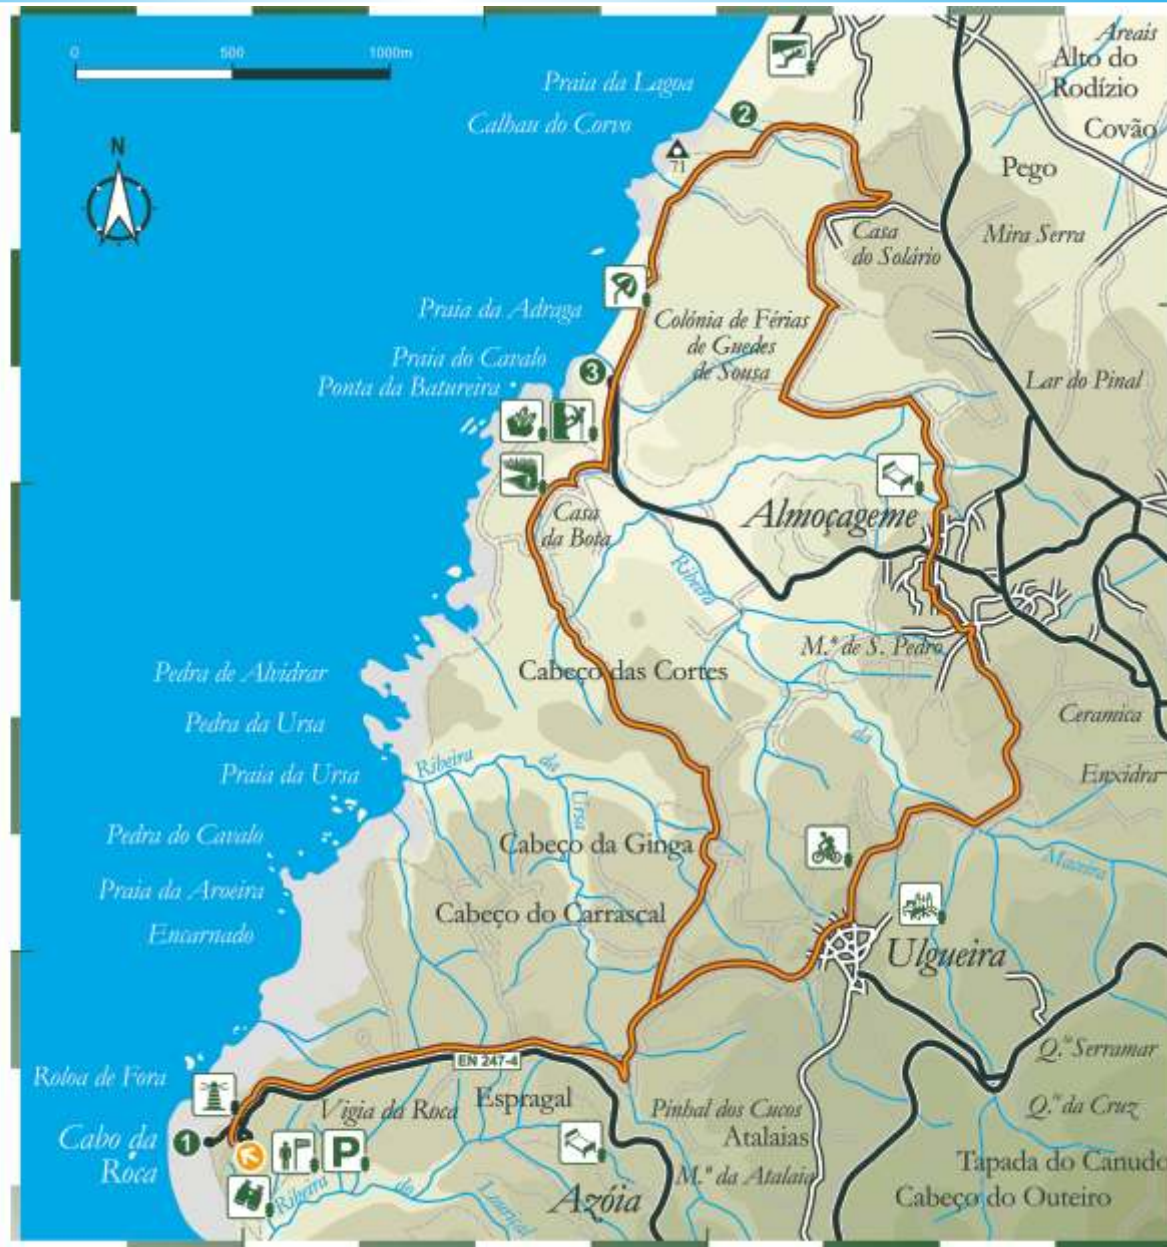 0 500 1000m
N
Areais
Alto do
Rodízio
Covão
Praia da Lagoa
2
Calhau do Corvo
71
Pego
Casa
do Solário
Mira Serra
Praia da Adraga
Colónia de Férias
de Guedes
de Sousa
Praia do Cavalo
3
Ponta da Batureira
Lar do Pinal
Almoçageme
Casa
da Bota
Ribeira
M.ª de S. Pedro
Cabeço das Cortes
Pedra de Alvidrar
Pedra da Ursa
da
Ceramica
Praia da Ursa
Ribeira
da
Ursa
Enxidra
Pedra do Cavalo
Cabeço da Ginga
Maceira
Praia da Aroeira
Cabeço do Carrascal
Encarnado
Ulgueira
Q.ta Serramar
EN 247-4
Roloa de Fora
Vigia da Roca
Espragal
Pinhal dos Cucos
Q.ta da Cruz
Cabo da
Roca
1
P
Atalaias
Tapada do Canudo
M.ª da Atalaia
Ribeira
do
Louriçal
Azóia
Cabeço do Outeiro